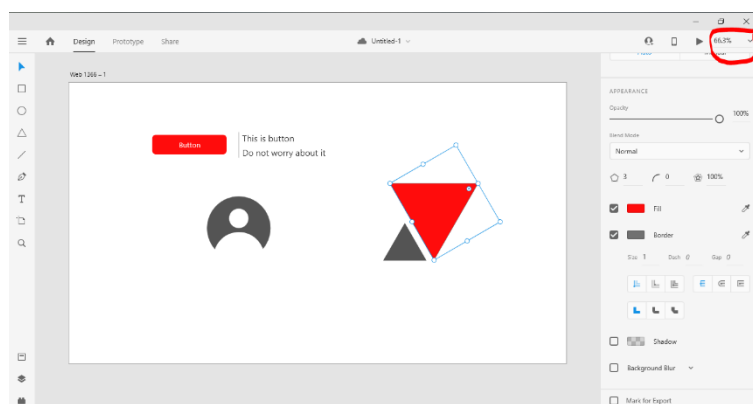 Design Prototype Share
Untitled-1
66.3%
Web 1366 – 1
Button
This is button
Do not worry about it
APPEARANCE
Opacity
100%
Blend Mode
Normal
3 0 100%
Fill
Border
Size 1 Dash 0 Gap 0
Shadow
Background Blur
Mark for Export
T